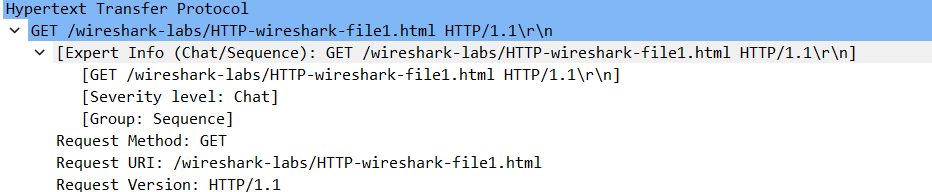 Hypertext Transfer Protocol
GET /wireshark-labs/HTTP-wireshark-file1.html HTTP/1.1\r\n
[Expert Info (Chat/Sequence): GET /wireshark-labs/HTTP-wireshark-file1.html HTTP/1.1\r\n]
[GET /wireshark-labs/HTTP-wireshark-file1.html HTTP/1.1\r\n]
[Severity level: Chat]
[Group: Sequence]
Request Method: GET
Request URI: /wireshark-labs/HTTP-wireshark-file1.html
Request Version: HTTP/1.1